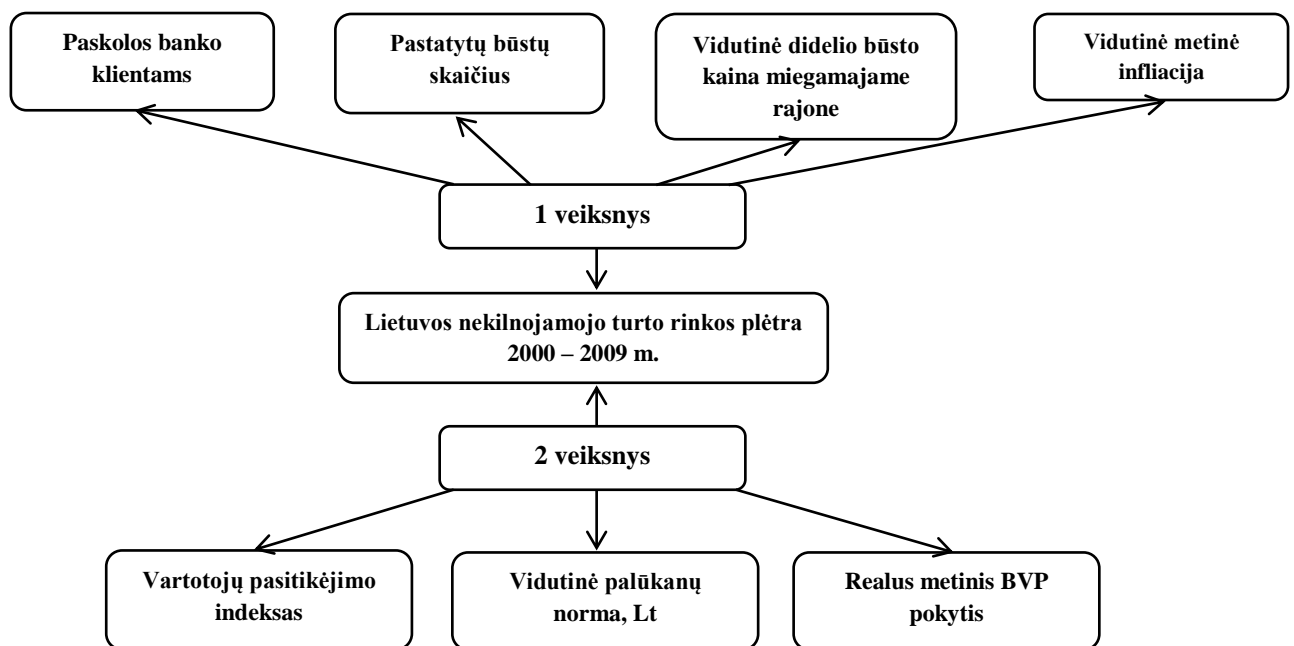 Paskolos banko
klientams
Pastatytų būstų
skaičius
Vidutinė didelio būsto
kaina miegamajame
rajone
Vidutinė metinė
infliacija
1 veiksnys
Lietuvos nekilnojamojo turto rinkos plėtra
2000 – 2009 m.
2 veiksnys
Vartotojų pasitikėjimo
indeksas
Vidutinė palūkanų
norma, Lt
Realus metinis BVP
pokytis